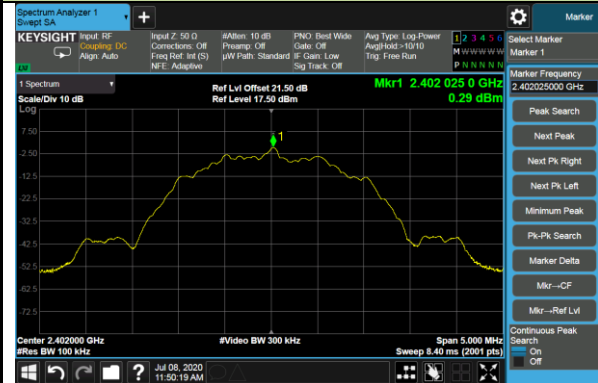 Spectrum Analyzer 1
Swept SA
+
Marker
KEYSIGHT
Input: RF
Coupling: DC
Align: Auto
Input Z: 50 Ω
Corrections: Off
Freq Ref: Int (S)
NFE: Adaptive
#Atten: 10 dB
Preamp: Off
µW Path: Standard
PNO: Best Wide
Gate: Off
IF Gain: Low
Sig Track: Off
Avg Type: Log-Power
Avg|Hold:>10/10
Trig: Free Run
1 2 3 4 5 6
M W W W W W
P N N N N N
Select Marker
Marker 1
1 Spectrum
Scale/Div 10 dB
Ref Lvl Offset 21.50 dB
Ref Level 17.50 dBm
Mkr1 2.402 025 0 GHz
0.29 dBm
Marker Frequency
2.402025000 GHz
Log
7.50
-2.50
-12.5
-22.5
-32.5
-42.5
-52.5
-62.5
-72.5
1
Peak Search
Next Peak
Next Pk Right
Next Pk Left
Minimum Peak
Pk-Pk Search
Marker Delta
Mkr→CF
Mkr→Ref Lvl
Continuous Peak
Search
On
Off
Center 2.402000 GHz
#Res BW 100 kHz
#Video BW 300 kHz
Span 5.000 MHz
Sweep 8.40 ms (2001 pts)
?
Jul 08, 2020
11:50:19 AM